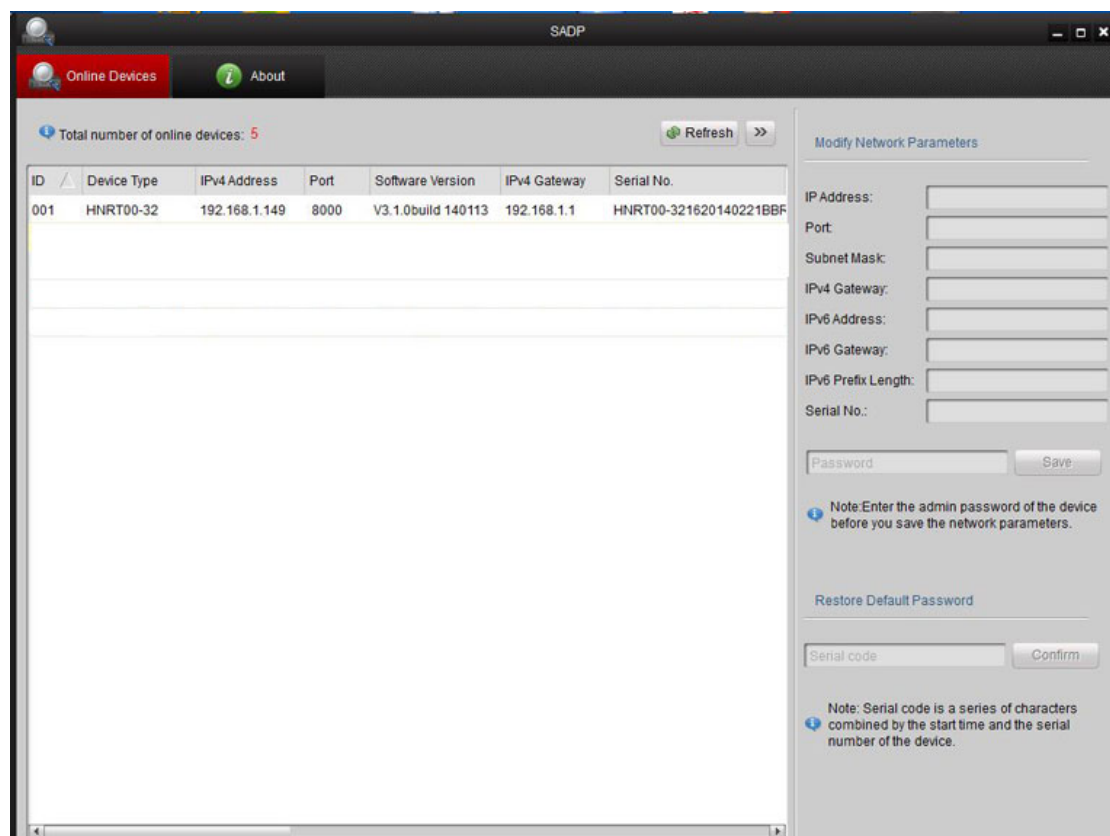 SADP
Online Devices About
Total number of online devices: 5
Refresh >>
ID Device Type IPv4 Address Port Software Version IPv4 Gateway Serial No.
001 HNRT00-32 192.168.1.149 8000 V3.1.0build 140113 192.168.1.1 HNRT00-321620140221BBR
Modify Network Parameters
IP Address:
Port:
Subnet Mask:
IPv4 Gateway:
IPv6 Address:
IPv6 Gateway:
IPv6 Prefix Length:
Serial No.:
Password Save
Note:Enter the admin password of the device
before you save the network parameters.
Restore Default Password
Serial code Confirm
Note: Serial code is a series of characters
combined by the start time and the serial
number of the device.